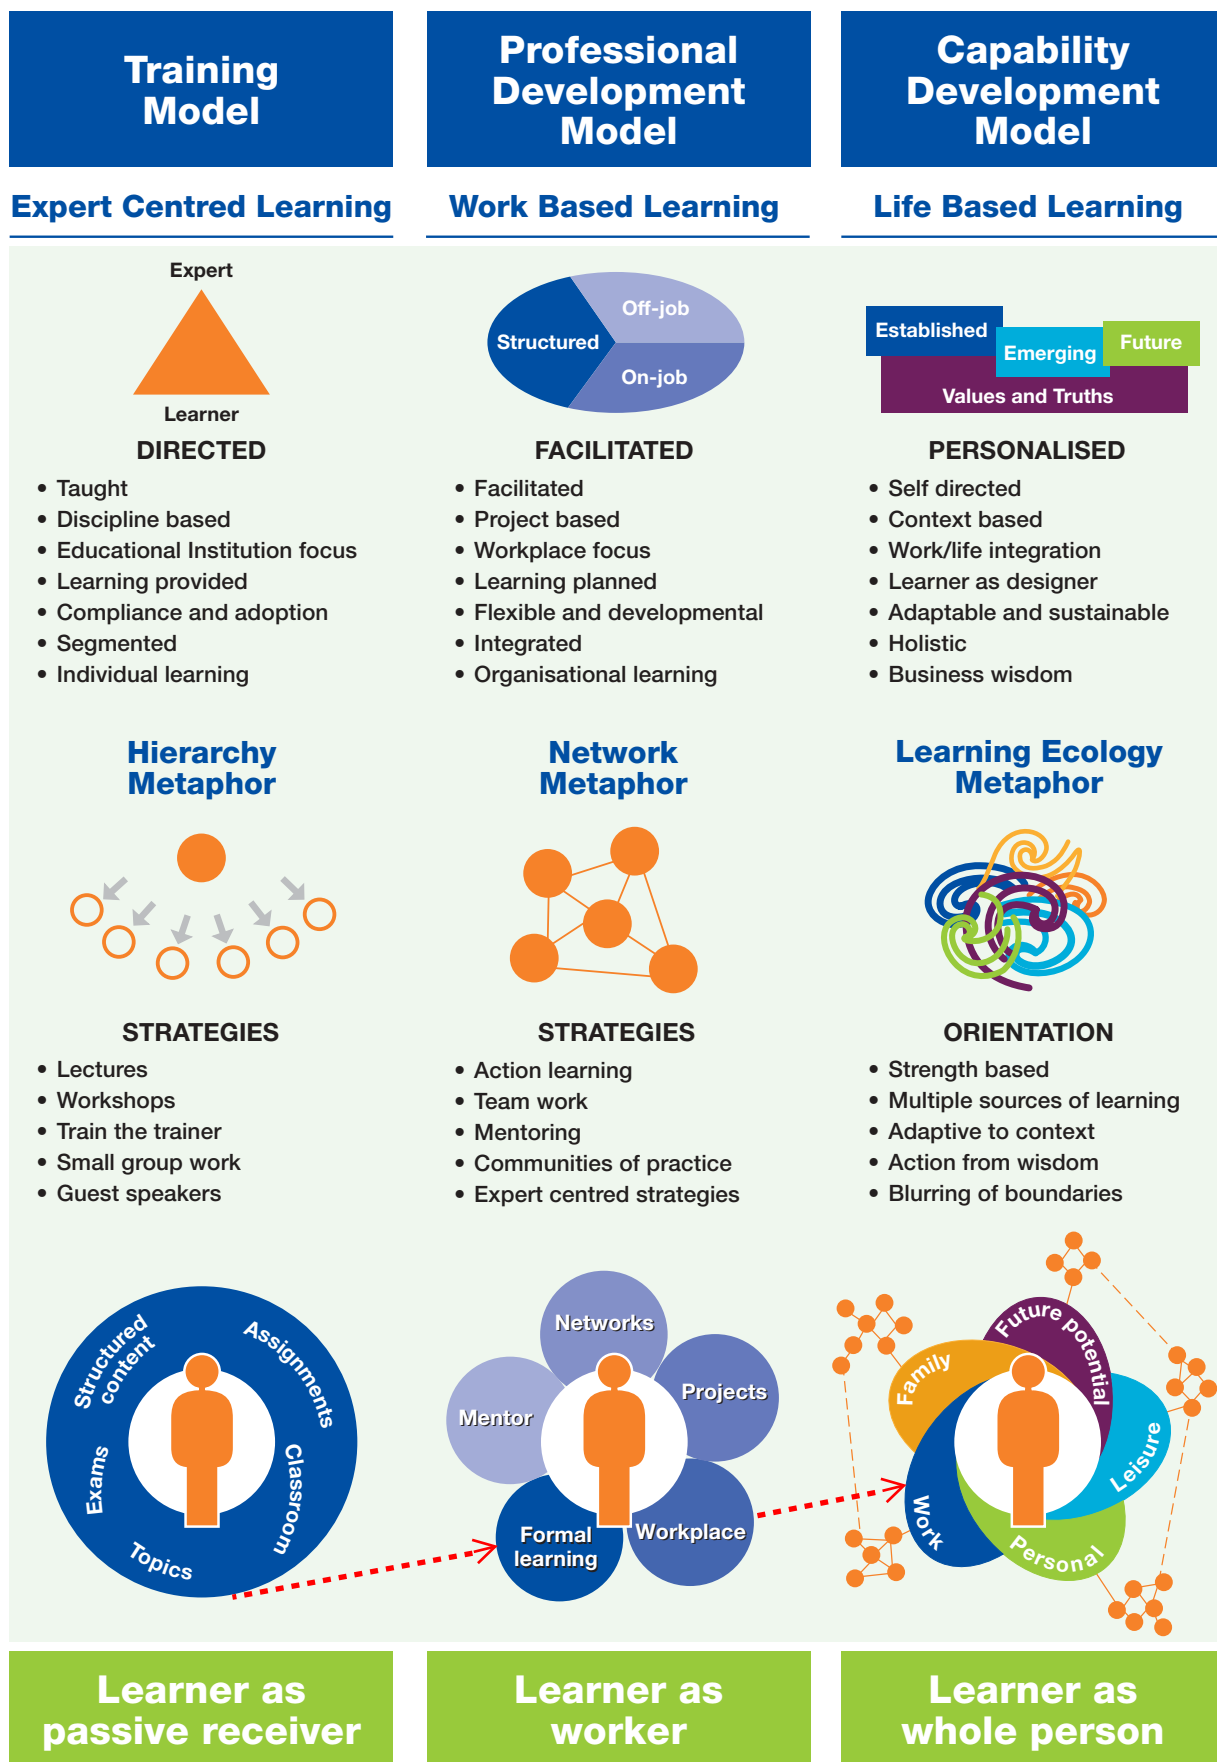 Training
Model
Expert Centred Learning
Expert
Learner
DIRECTED
• Taught
• Discipline based
• Educational Institution focus
• Learning provided
• Compliance and adoption
• Segmented
• Individual learning
Hierarchy
Metaphor
STRATEGIES
• Lectures
• Workshops
• Train the trainer
• Small group work
• Guest speakers
Structured
content
Assignments
Exams
Classroom
Topics
Learner as
passive receiver
Professional
Development
Model
Work Based Learning
Off-job
Structured
On-job
FACILITATED
• Facilitated
• Project based
• Workplace focus
• Learning planned
• Flexible and developmental
• Integrated
• Organisational learning
Network
Metaphor
STRATEGIES
• Action learning
• Team work
• Mentoring
• Communities of practice
• Expert centred strategies
Networks
Projects
Mentor
Workplace
Formal
learning
Learner as
worker
Capability
Development
Model
Life Based Learning
Established
Emerging
Future
Values and Truths
PERSONALISED
• Self directed
• Context based
• Work/life integration
• Learner as designer
• Adaptable and sustainable
• Holistic
• Business wisdom
Learning Ecology
Metaphor
ORIENTATION
• Strength based
• Multiple sources of learning
• Adaptive to context
• Action from wisdom
• Blurring of boundaries
Future potential
Family
Leisure
Work
Personal
Learner as
whole person